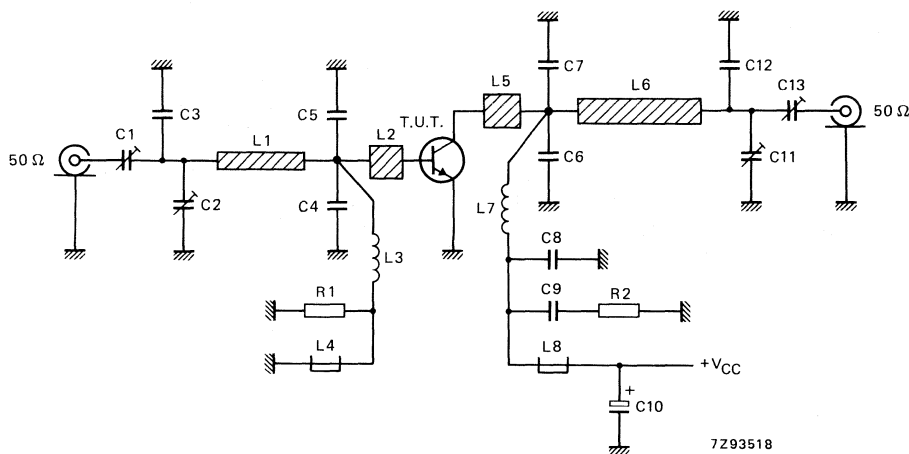 C7
C12
C13
L5
L6
50 Ω
C3
C5
T.U.T.
C1
L1
L2
50 Ω
C6
C11
C2
C4
L7
L3
C8
R1
C9
R2
L4
L8
+VCC
+
C10
7Z93518